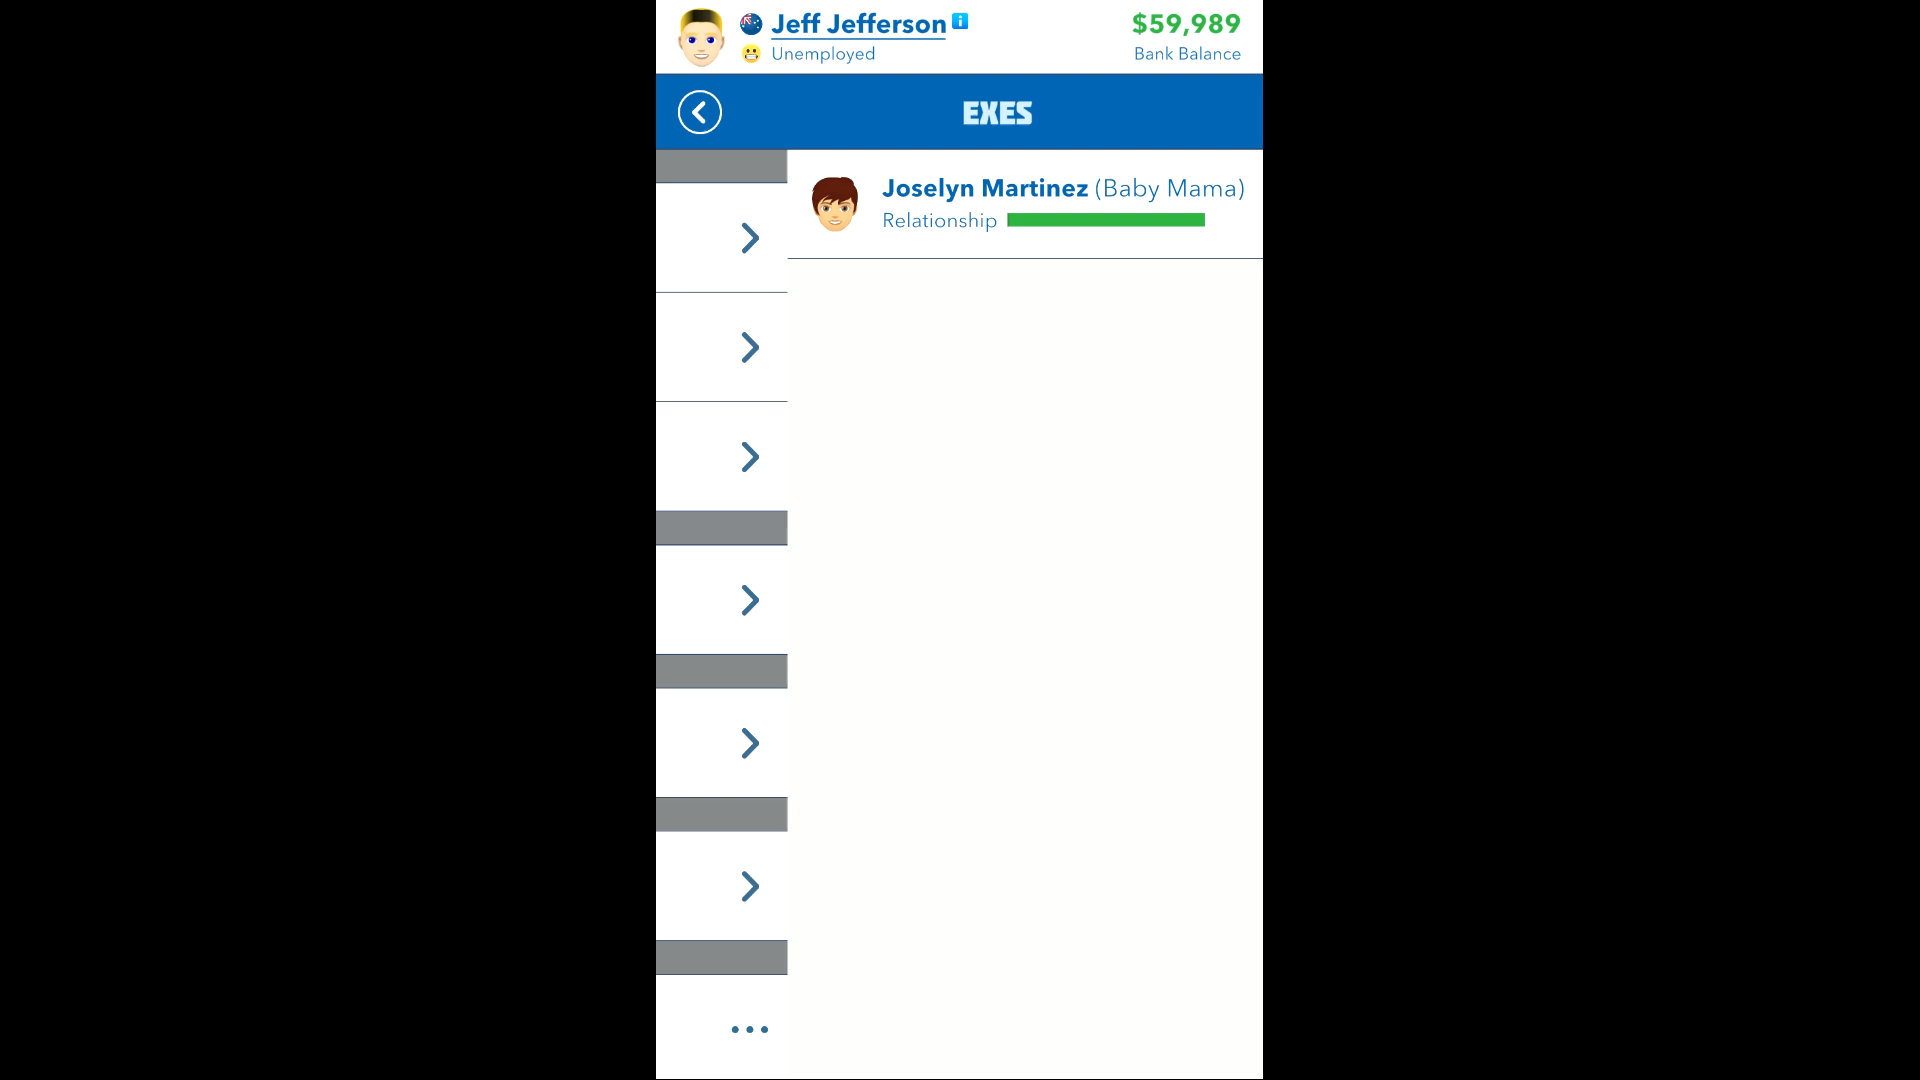 Jeff Jefferson
$59,989
Unemployed
Bank Balance
EXES
Joselyn Martinez (Baby Mama)
Relationship